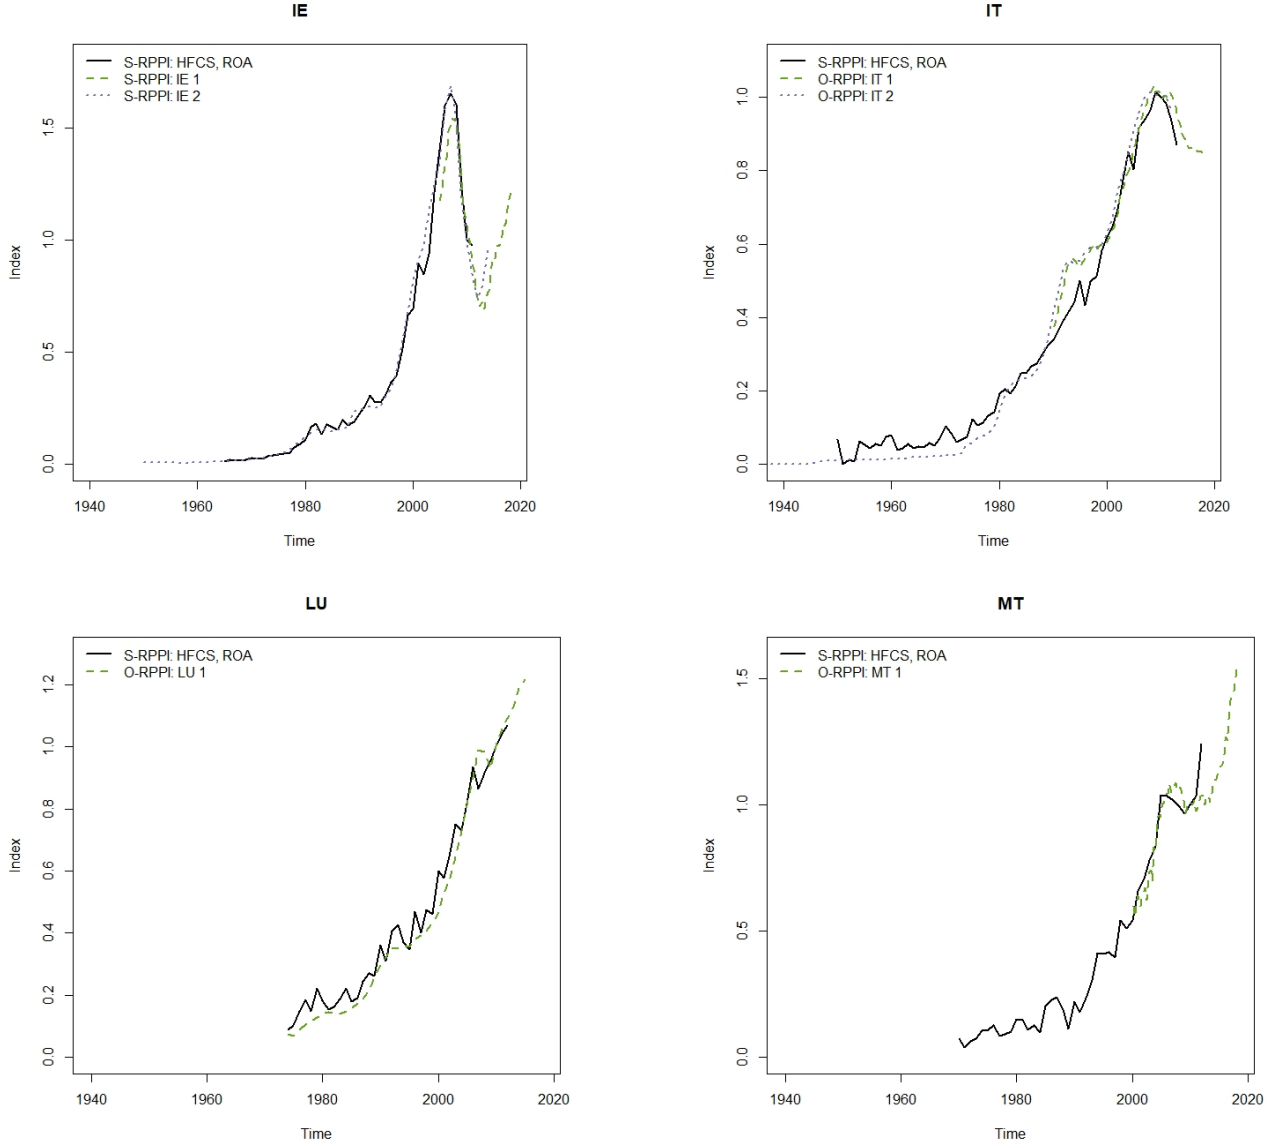 IE
S-RPPI: HFCS, ROA
S-RPPI: IE 1
S-RPPI: IE 2
Index
0.0
0.5
1.0
1.5
1940
1960
1980
2000
2020
Time
IT
S-RPPI: HFCS, ROA
O-RPPI: IT 1
O-RPPI: IT 2
Index
0.0
0.2
0.4
0.6
0.8
1.0
1940
1960
1980
2000
2020
Time
LU
S-RPPI: HFCS, ROA
O-RPPI: LU 1
Index
0.0
0.2
0.4
0.6
0.8
1.0
1.2
1940
1960
1980
2000
2020
Time
MT
S-RPPI: HFCS, ROA
O-RPPI: MT 1
Index
0.0
0.5
1.0
1.5
1940
1960
1980
2000
2020
Time